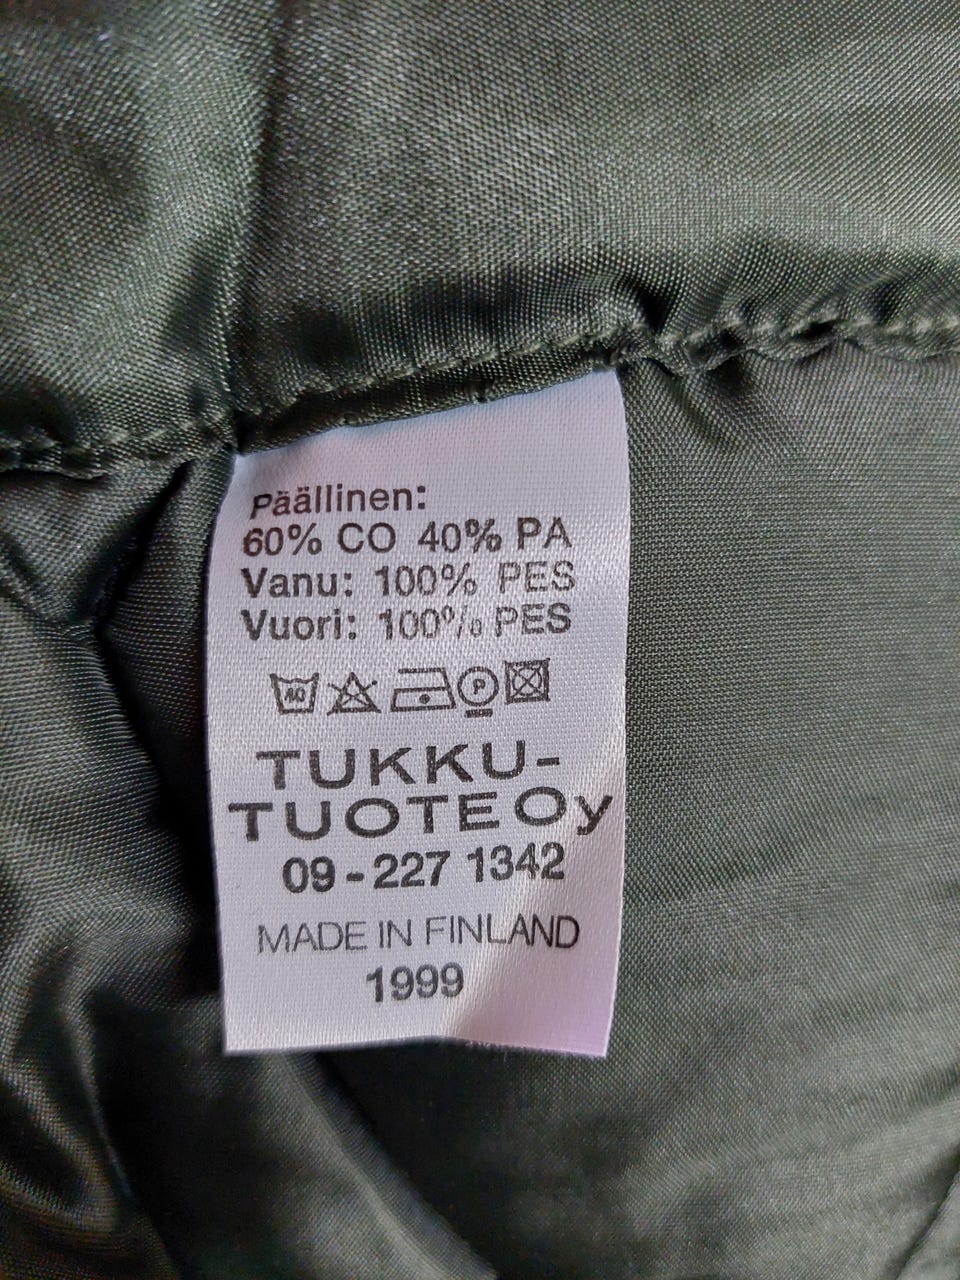 Päällinen:
60% CO 40% PA
Vanu: 100% PES
Vuori: 100% PES
40 P
TUKKU-
TUOTE Oy
09-227 1342
MADE IN FINLAND
1999